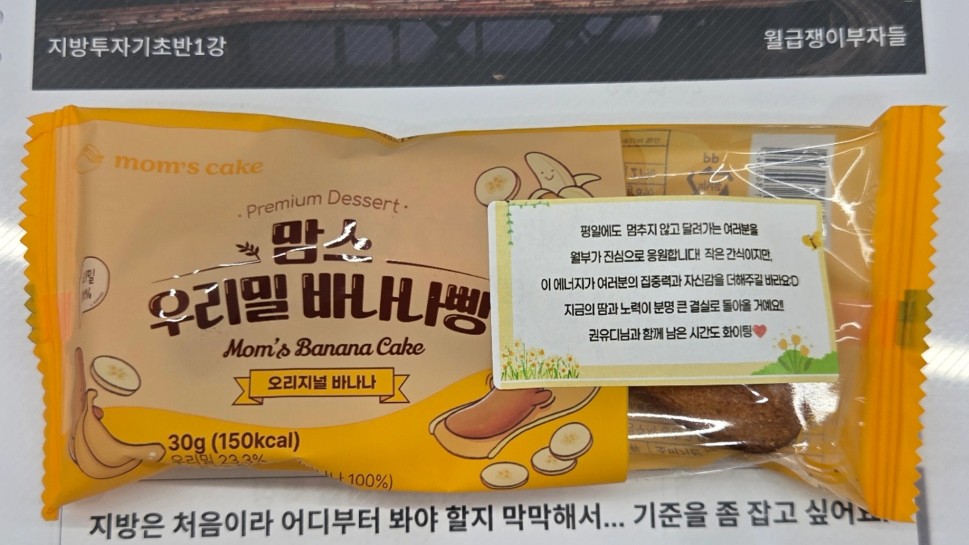 지방투자기초반1강
월급쟁이부자들
mom's cake
· Premium Dessert ·
맘스
우리밀 바나나빵
Mom's Banana Cake
오리지널 바나나
30g (150kcal)
우리밀 23.3%
100%)
평일에도 멈추지 않고 달려가는 여러분을
월부가 진심으로 응원합니다! 작은 간식이지만,
이 에너지가 여러분의 집중력과 자신감을 더해주길 바라요:D
지금의 땀과 노력이 분명 큰 결실로 돌아올 거예요!!
권유디님과 함께 남은 시간도 화이팅❤️
지방은 처음이라 어디부터 봐야 할지 막막해서... 기준을 좀 잡고 싶어요.